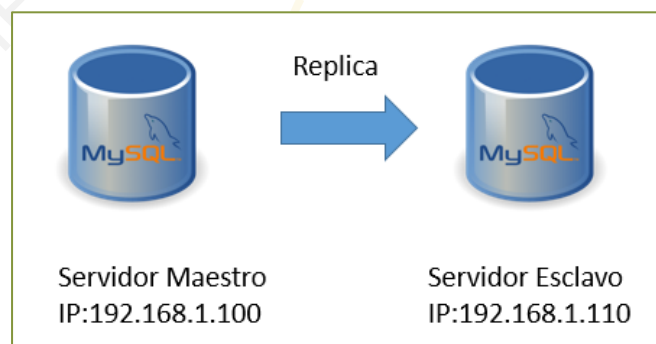 Replica
MySQL
MySQL
Servidor Maestro
IP:192.168.1.100
Servidor Esclavo
IP:192.168.1.110